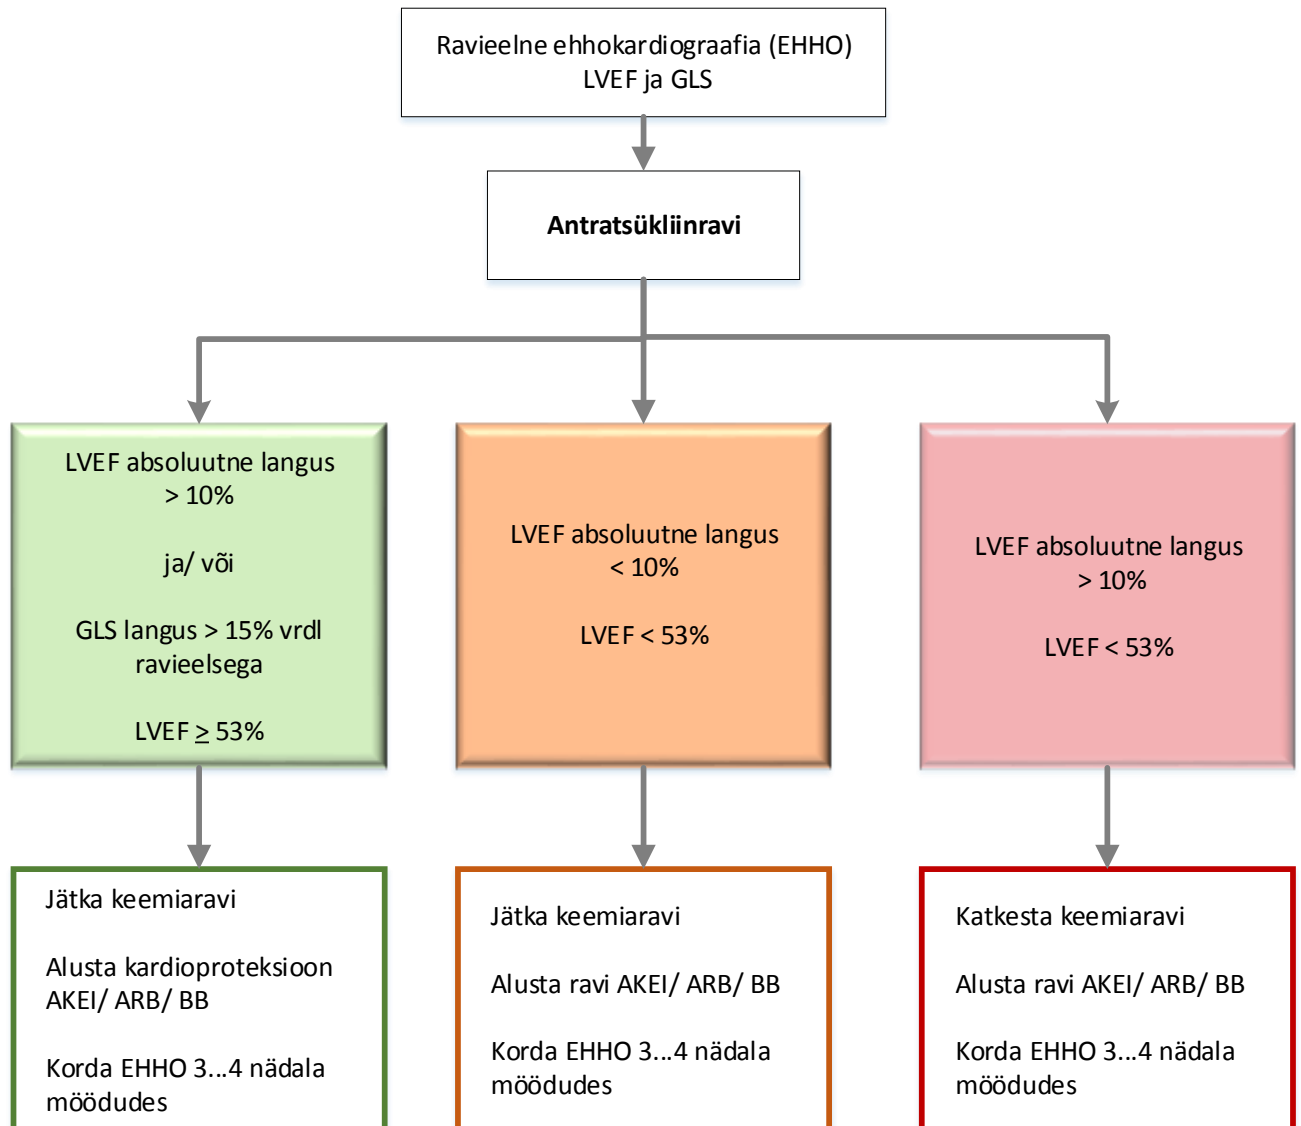 Ravieelne ehhokardiograafia (EHHO)
LVEF ja GLS
Antratsükliinravi
LVEF absoluutne langus
> 10%
ja/ või
GLS langus > 15% vrdl
ravieelsega
LVEF ≥ 53%
LVEF absoluutne langus
< 10%
LVEF < 53%
LVEF absoluutne langus
> 10%
LVEF < 53%
Jätka keemiaravi
Alusta kardioproteksioon
AKEI/ ARB/ BB
Korda EHHO 3...4 nädala
möödudes
Jätka keemiaravi
Alusta ravi AKEI/ ARB/ BB
Korda EHHO 3...4 nädala
möödudes
Katkesta keemiaravi
Alusta ravi AKEI/ ARB/ BB
Korda EHHO 3...4 nädala
möödudes